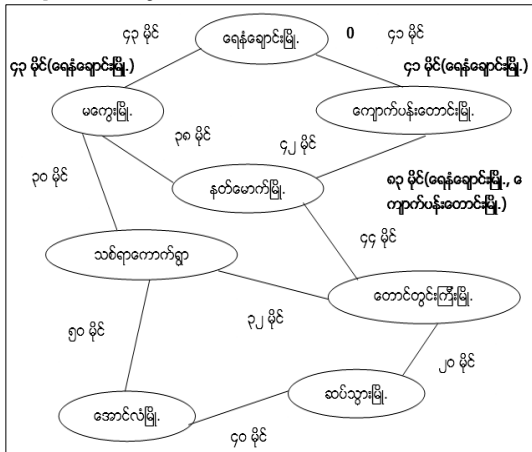 ၄၃ မိုင်
ရေနံချောင်းမြို့.
0
၄၁ မိုင်
၄၃ မိုင်(ရေနံချောင်းမြို့.)
၄၁ မိုင်(ရေနံချောင်းမြို့.)
မကွေးမြို့.
ကျောက်ပန်းတောင်းမြို့.
၃၈ မိုင်
၄၂ မိုင်
၃၀ မိုင်
နတ်မောက်မြို့.
၈၃ မိုင်(ရေနံချောင်းမြို့., ေ
ကျာက်ပန်းတောင်းမြို့.)
၄၄ မိုင်
သစ်ရာကောက်ရွာ
တောင်တွင်းကြီးမြို့.
၃၂ မိုင်
၅၀ မိုင်
၂၀ မိုင်
ဆပ်သွားမြို့.
အောင်လံမြို့.
၄၀ မိုင်